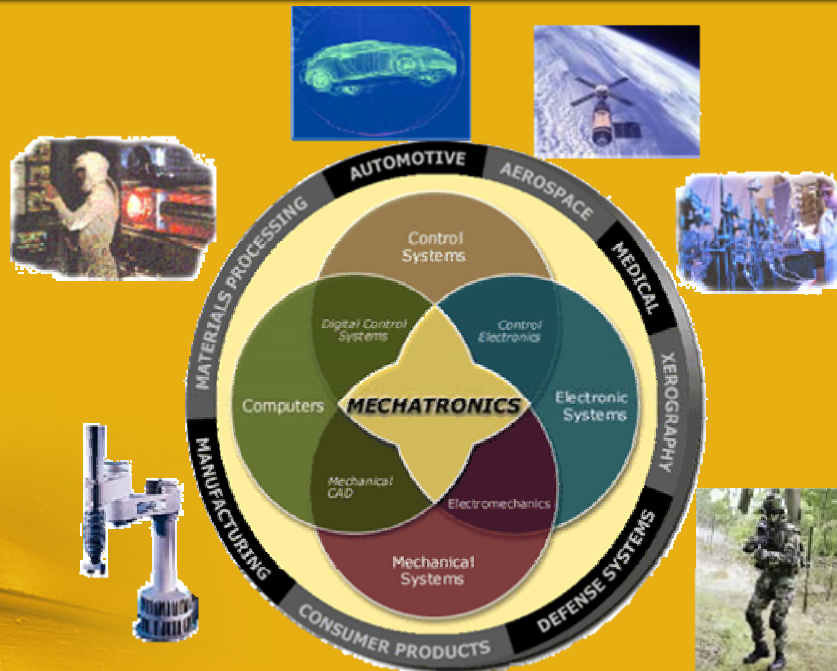 AUTOMOTIVE
AEROSPACE
MEDICAL
XEROGRAPHY
DEFENSE SYSTEMS
CONSUMER PRODUCTS
MANUFACTURING
MATERIALS PROCESSING
Control
Systems
Digital Control
Systems
Control
Electronics
Computers
MECHATRONICS
Electronic
Systems
Mechanical
CAD
Electromechanics
Mechanical
Systems